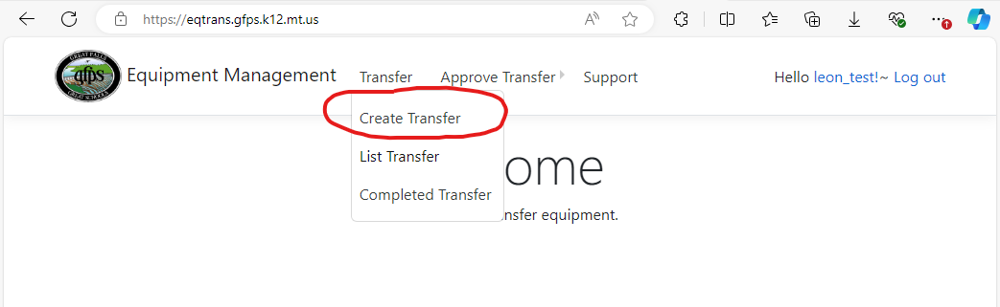 https://eqtrans.gfps.k12.mt.us
GREAT FALLS
gfps
GREAT SCHOOLS
Equipment Management Transfer Approve Transfer Support Hello leon_test!~ Log out
Create Transfer
List Transfer
Completed Transfer
ome
nsfer equipment.